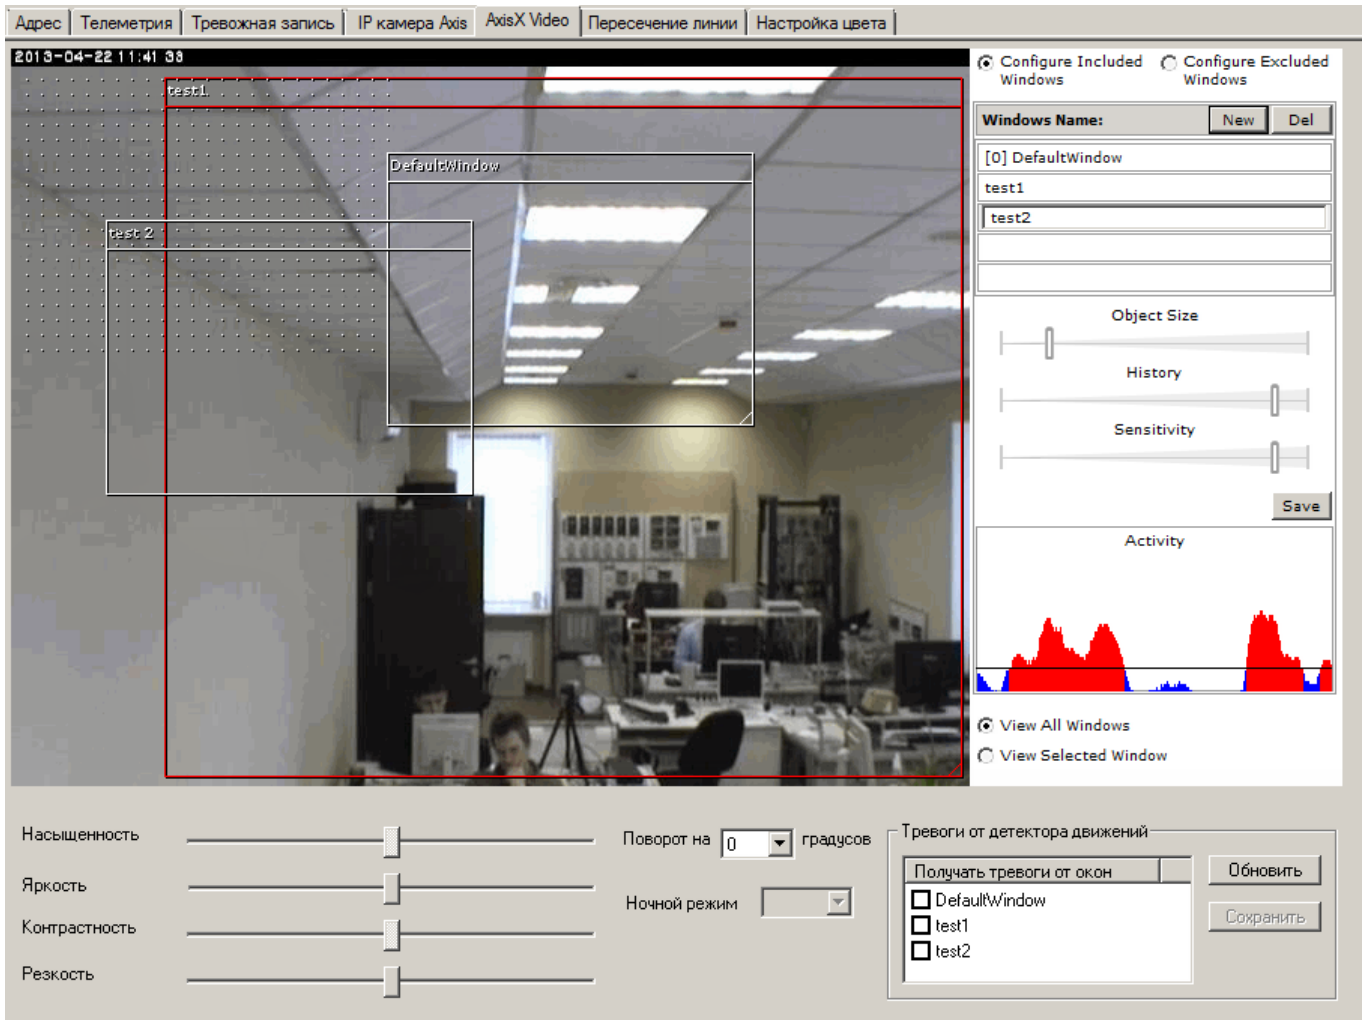 Адрес Телеметрия Тревожная запись IP камера Axis AxisX Video Пересечение линии Настройка цвета
2013-04-22 11:41 38
test1
DefaultWindow
test 2
Configure Included Windows
Configure Excluded Windows
Windows Name: New Del
[0] DefaultWindow
test1
test2
Object Size
History
Sensitivity
Save
Activity
View All Windows
View Selected Window
Насыщенность
Яркость
Контрастность
Резкость
Поворот на 0 градусов
Ночной режим
Тревоги от детектора движений
Получать тревоги от окон
DefaultWindow
test1
test2
Обновить
Сохранить